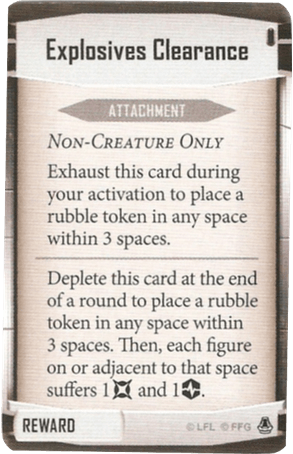 Explosives Clearance
ATTACHMENT
NON-CREATURE ONLY
Exhaust this card during
your activation to place a
rubble token in any space
within 3 spaces.
Deplete this card at the end
of a round to place a rubble
token in any space within
3 spaces. Then, each figure
on or adjacent to that space
suffers 1 and 1.
REWARD
© LFL © FFG